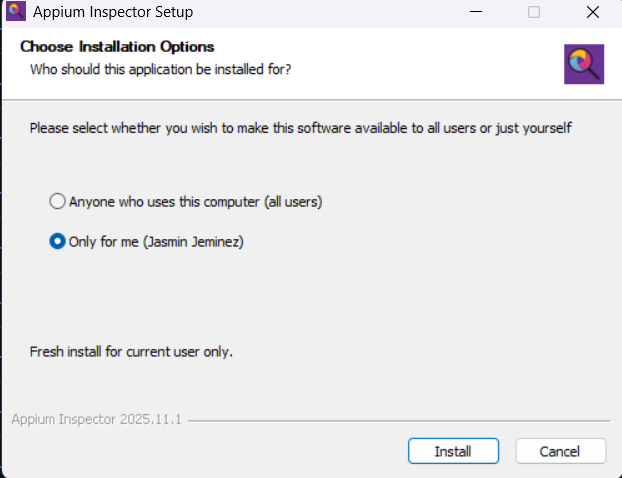 Appium Inspector Setup
Choose Installation Options
Who should this application be installed for?
Please select whether you wish to make this software available to all users or just yourself
Anyone who uses this computer (all users)
Only for me (Jasmin Jeminez)
Fresh install for current user only.
Appium Inspector 2025.11.1
Install
Cancel